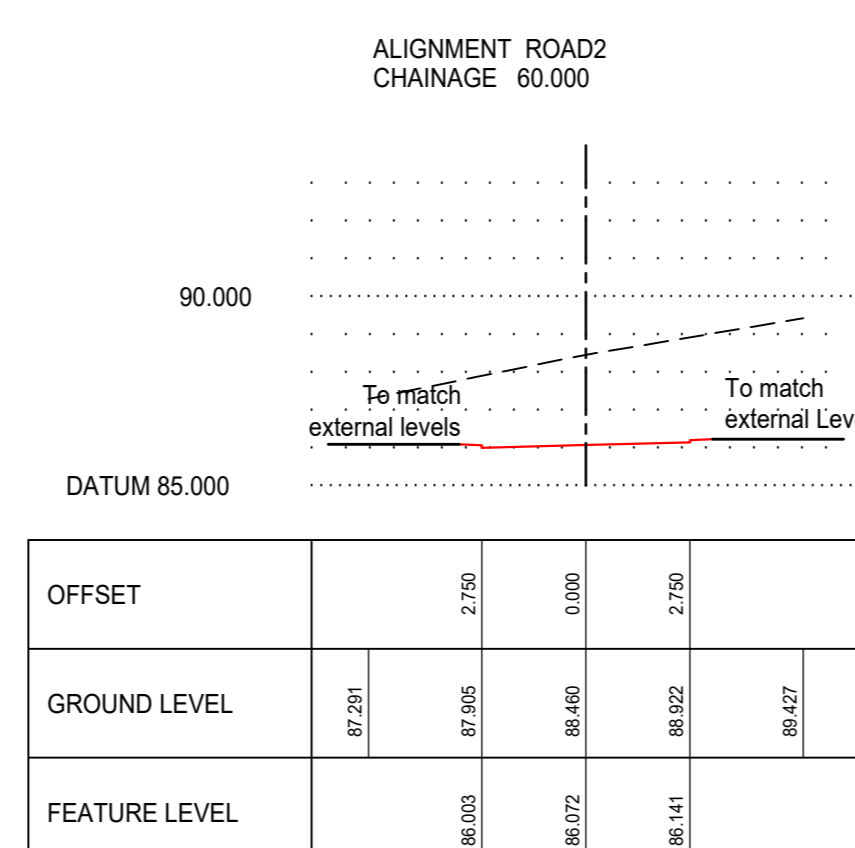 ALIGNMENT ROAD2
CHAINAGE 60.000
90.000
To match
external levels
To match
external Lev
DATUM 85.000
OFFSET 2.750 0.000 2.750
GROUND LEVEL 87.291 87.905 88.460 88.922 89.427
FEATURE LEVEL 86.003 86.072 86.141